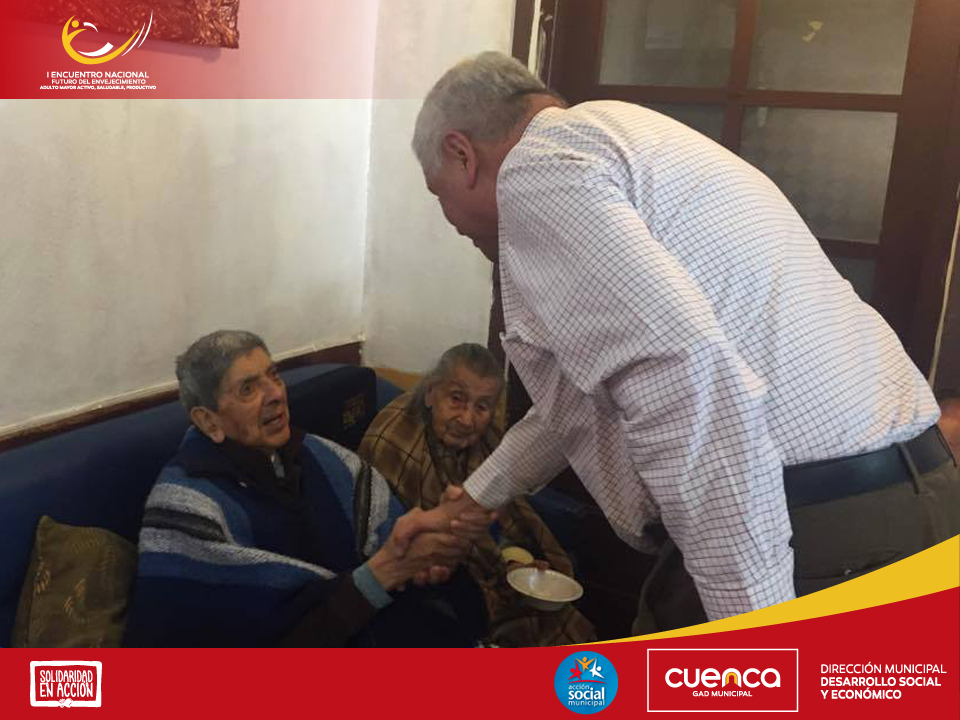 I ENCUENTRO NACIONAL
FUTURO DEL ENVEJECIMIENTO
ADULTO MAYOR ACTIVO, SALUDABLE, PRODUCTIVO
SOLIDARIDAD
EN ACCIÓN
acción
social
municipal
cuenca
GAD MUNICIPAL
DIRECCIÓN MUNICIPAL
DESARROLLO SOCIAL
Y ECONÓMICO